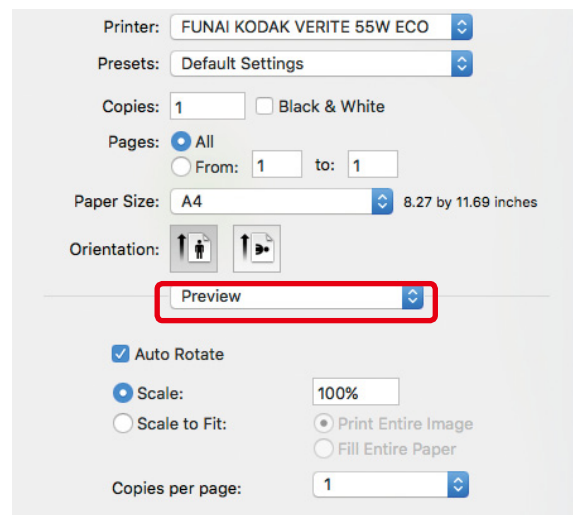 Printer: FUNAI KODAK VERITE 55W ECO
Presets: Default Settings
Copies: 1 Black & White
Pages: All
From: 1 to: 1
Paper Size: A4 8.27 by 11.69 inches
Orientation:
Preview
Auto Rotate
Scale: 100%
Scale to Fit: Print Entire Image
Fill Entire Paper
Copies per page: 1